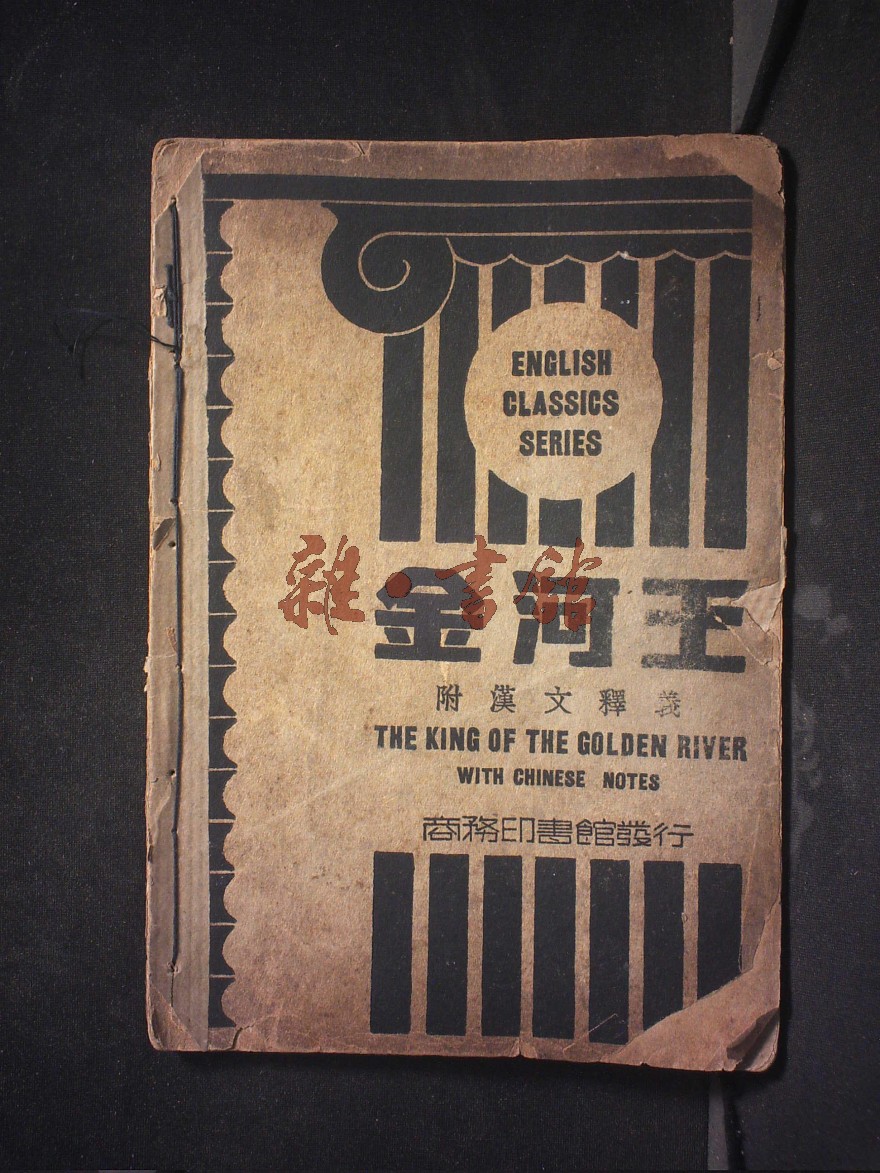 ENGLISH
CLASSICS
SERIES
雜·書館
金河王
附漢文釋義
THE KING OF THE GOLDEN RIVER
WITH CHINESE NOTES
商務印書館發行